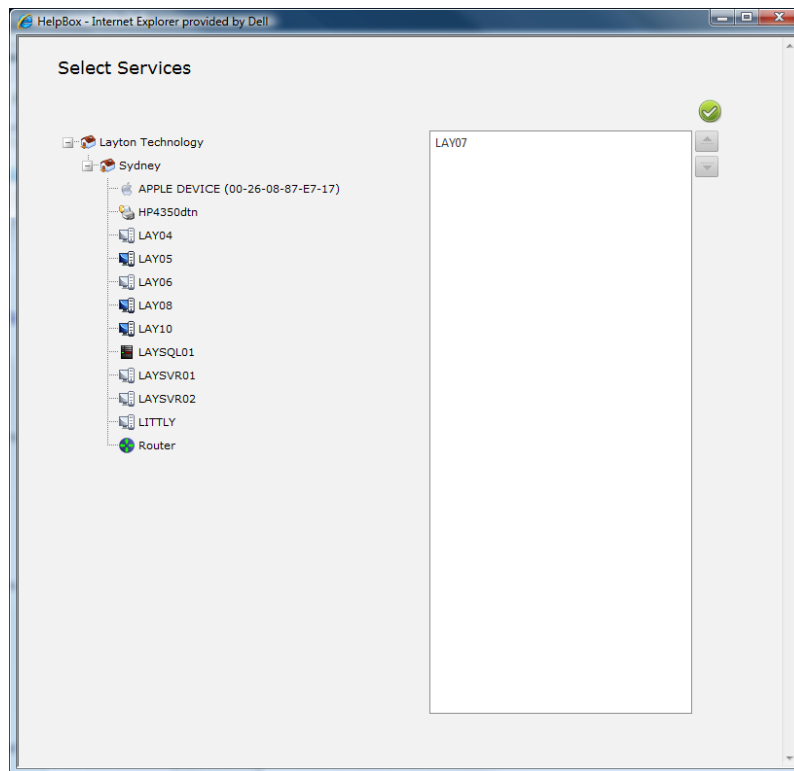 HelpBox - Internet Explorer provided by Dell
Select Services
Layton Technology
LAY07
Sydney
APPLE DEVICE (00-26-08-87-E7-17)
HP4350dtn
LAY04
LAY05
LAY06
LAY08
LAY10
LAYSQL01
LAYSVR01
LAYSVR02
LITTLY
Router